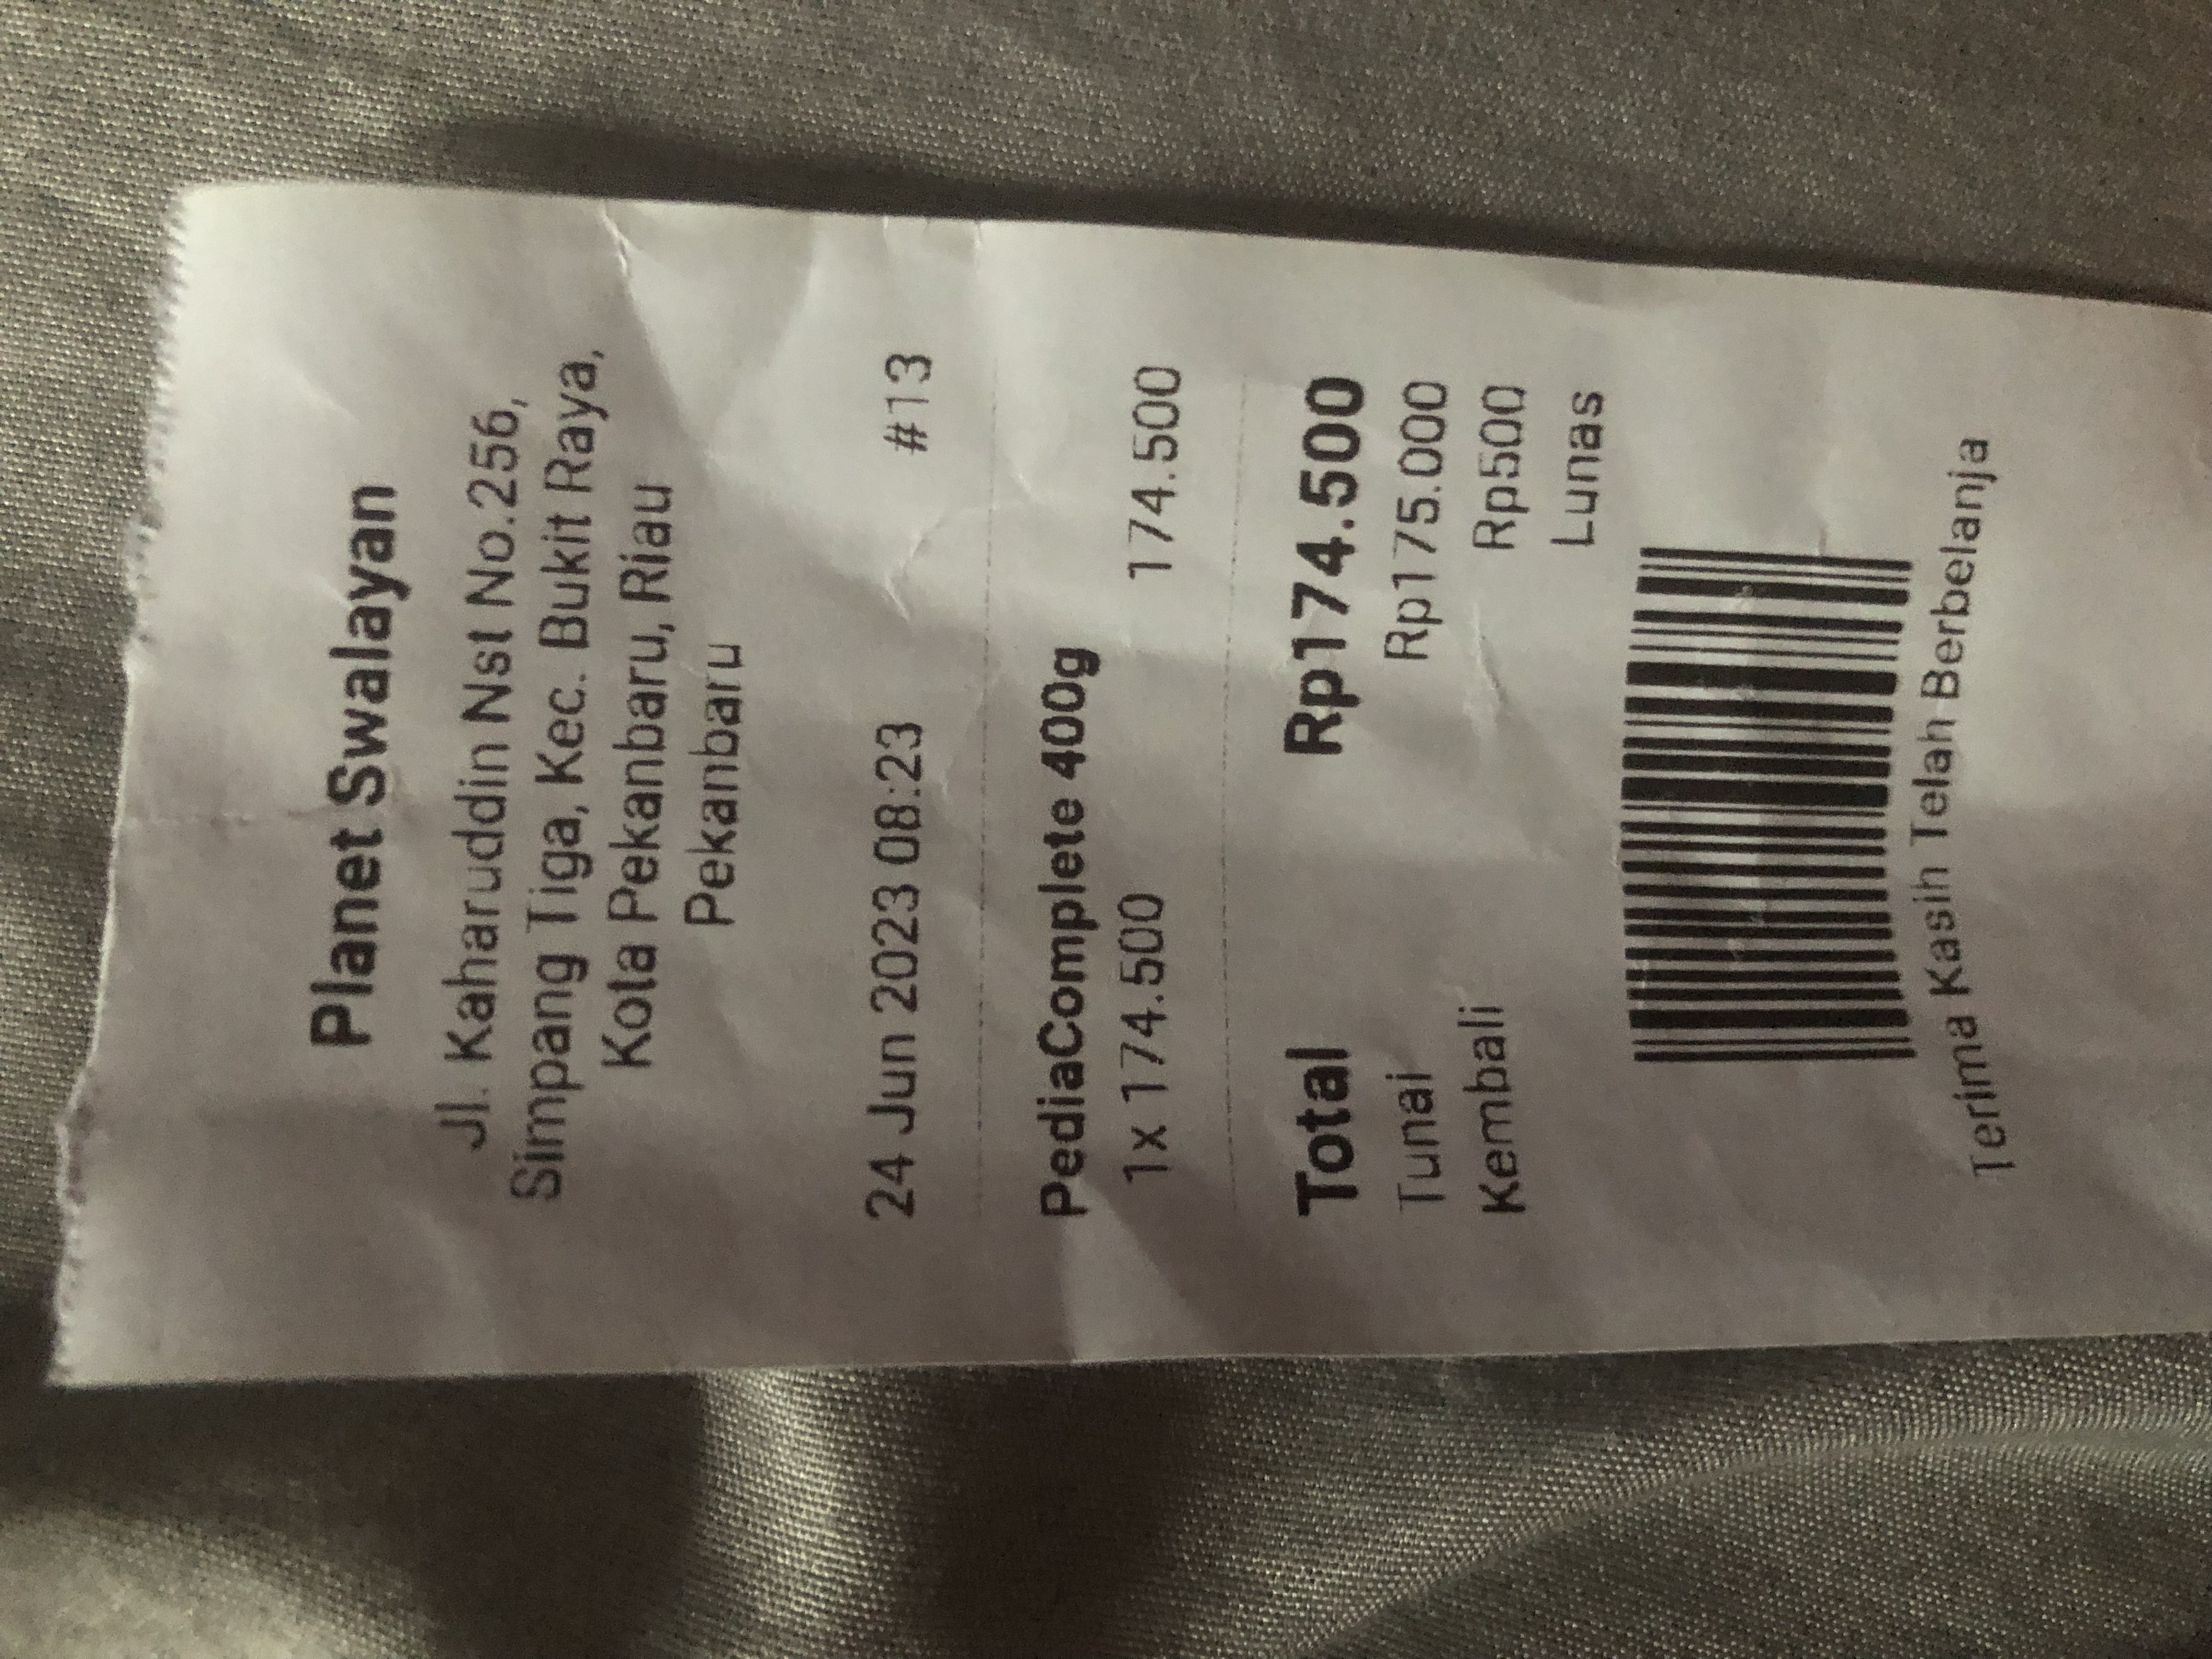 Planet Swalayan
Jl. Kaharuddin Nst No.256,
Simpang Tiga, Kec. Bukit Raya,
Kota Pekanbaru, Riau
Pekanbaru
24 Jun 2023 08:23 #13
PediaComplete 400g
1x 174.500 174.500
Total Rp174.500
Tunai Rp175.000
Kembali Rp500
Lunas
Terima Kasih Telah Berbelanja